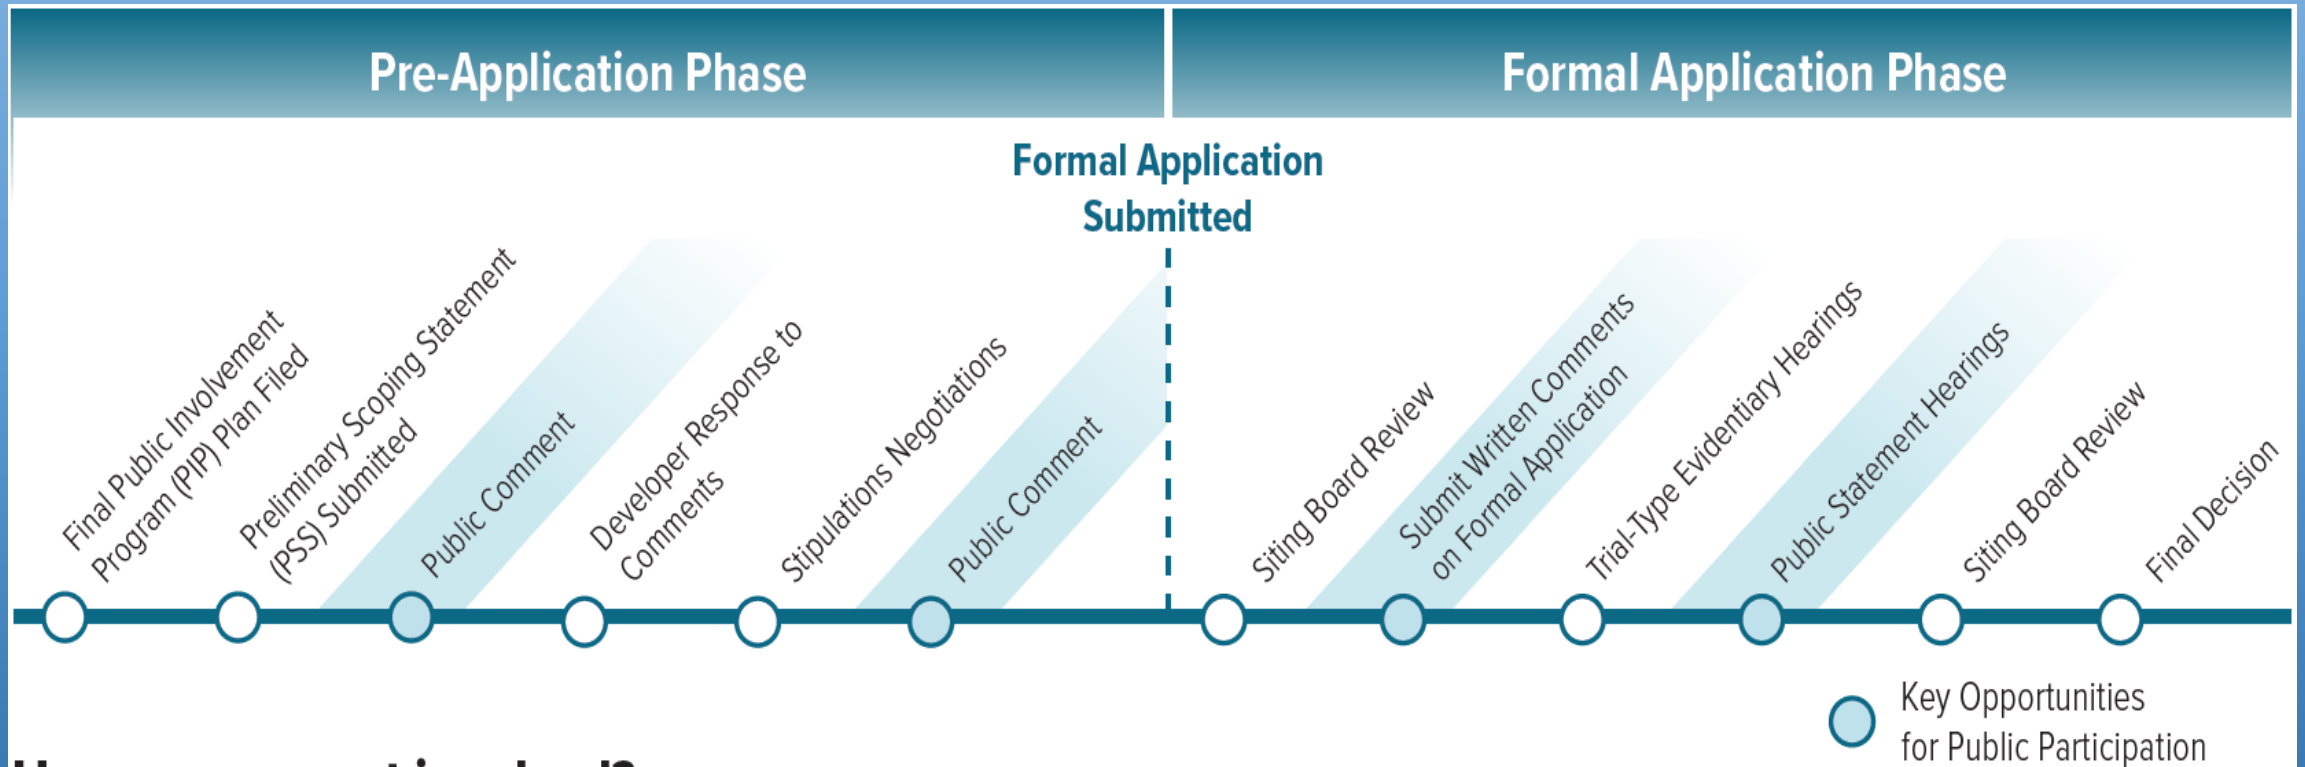 Pre-Application Phase
Formal Application Phase
Formal Application
Submitted
Final Public Involvement
Program (PIP) Plan Filed
Preliminary Scoping Statement
(PSS) Submitted
Public Comment
Developer Response to
Comments
Stipulations Negotiations
Public Comment
Siting Board Review
Submit Written Comments
on Formal Application
Trial-Type Evidentiary Hearings
Public Statement Hearings
Siting Board Review
Final Decision
Key Opportunities
for Public Participation